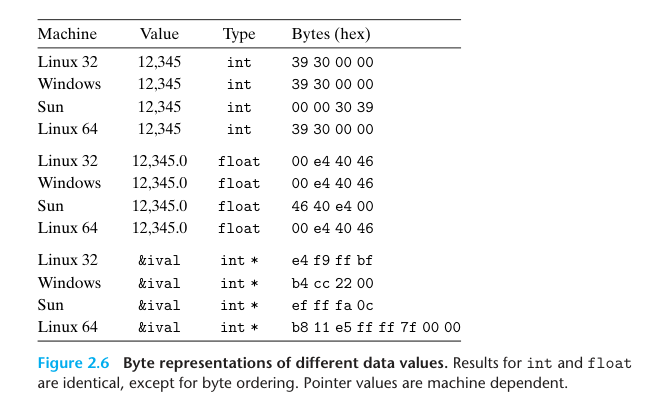 Machine Value Type Bytes (hex)
Linux 32 12,345 int 39 30 00 00
Windows 12,345 int 39 30 00 00
Sun 12,345 int 00 00 30 39
Linux 64 12,345 int 39 30 00 00
Linux 32 12,345.0 float 00 e4 40 46
Windows 12,345.0 float 00 e4 40 46
Sun 12,345.0 float 46 40 e4 00
Linux 64 12,345.0 float 00 e4 40 46
Linux 32 &ival int * e4 f9 ff bf
Windows &ival int * b4 cc 22 00
Sun &ival int * ef ff fa 0c
Linux 64 &ival int * b8 11 e5 ff ff 7f 00 00
Figure 2.6 Byte representations of different data values. Results for int and float
are identical, except for byte ordering. Pointer values are machine dependent.